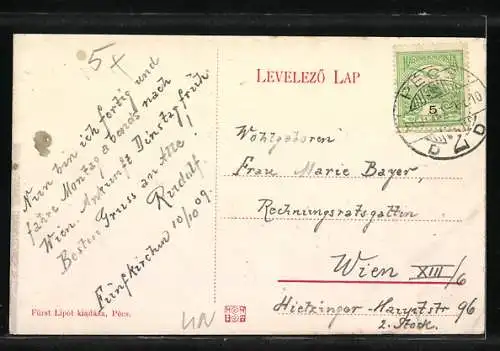 5 x
LEVELEZŐ LAP
Nun bin ich fertig und
fahre Montag abends nach
Wien. Ankunft Dinstag früh!
Besten Gruss an Alle!
Rudolf.
Fünfkirchen 10/10 09.
Wohlgeboren
Frau Marie Bayer,
Rechnungsratsgattin
Wien XIII/6
Hietzinger-Hauptstr 96
2. Stock.
5
PÉCS
Fürst Lipót kiadása, Pécs.